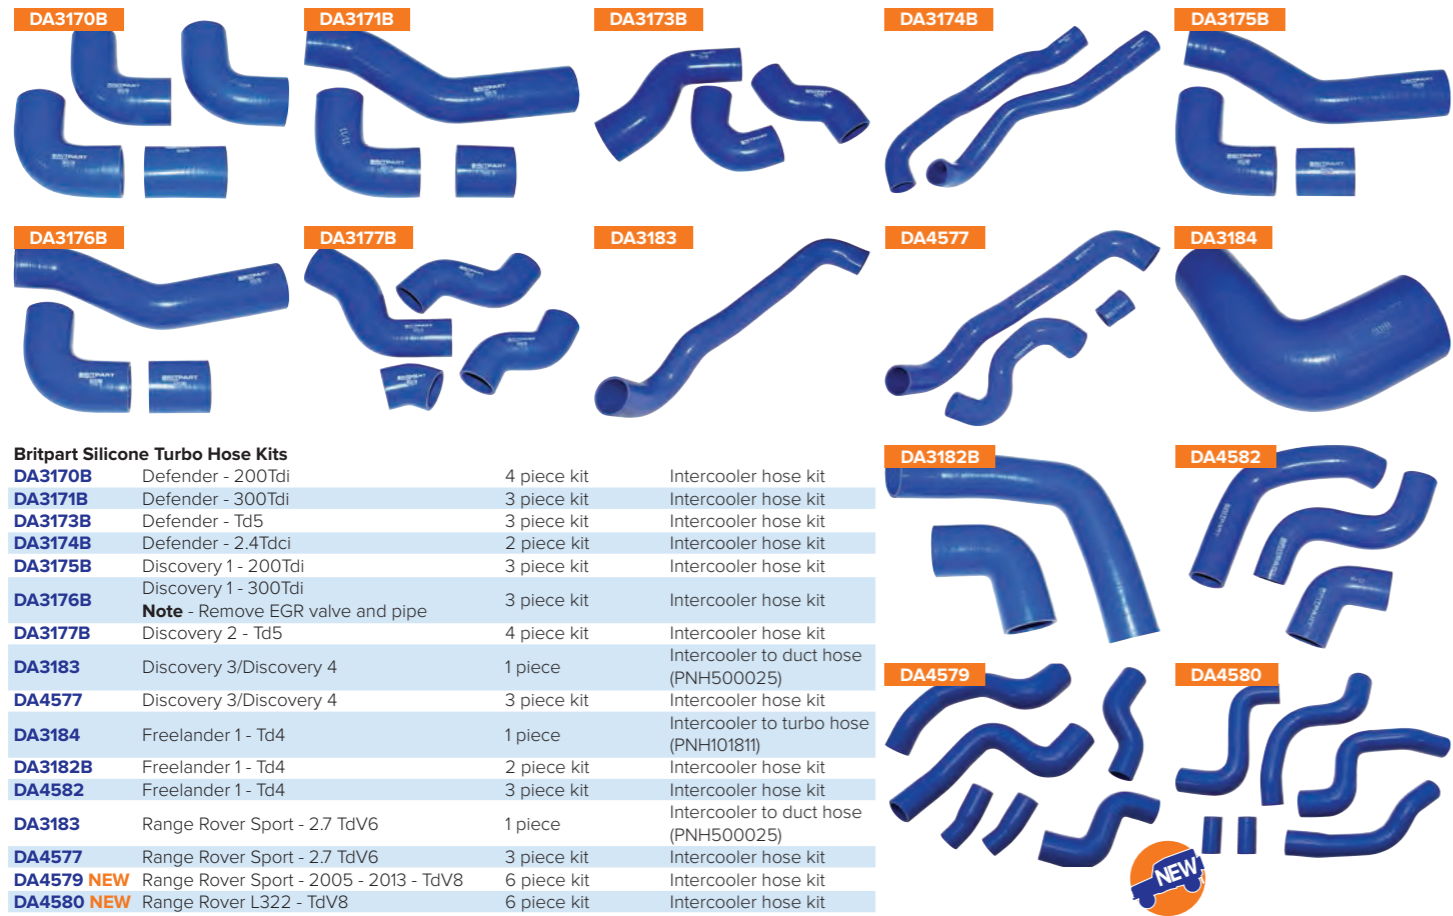 DA3170B
DA3171B
DA3173B
DA3174B
DA3175B
DA3176B
DA3177B
DA3183
DA4577
DA3184
Britpart Silicone Turbo Hose Kits
DA3170B Defender - 200Tdi 4 piece kit Intercooler hose kit
DA3171B Defender - 300Tdi 3 piece kit Intercooler hose kit
DA3173B Defender - Td5 3 piece kit Intercooler hose kit
DA3174B Defender - 2.4Tdci 2 piece kit Intercooler hose kit
DA3175B Discovery 1 - 200Tdi 3 piece kit Intercooler hose kit
DA3176B Discovery 1 - 300Tdi 3 piece kit Intercooler hose kit
Note - Remove EGR valve and pipe
DA3177B Discovery 2 - Td5 4 piece kit Intercooler hose kit
DA3183 Discovery 3/Discovery 4 1 piece Intercooler to duct hose
(PNH500025)
DA4577 Discovery 3/Discovery 4 3 piece kit Intercooler hose kit
DA3184 Freelander 1 - Td4 1 piece Intercooler to turbo hose
(PNH101811)
DA3182B Freelander 1 - Td4 2 piece kit Intercooler hose kit
DA4582 Freelander 1 - Td4 3 piece kit Intercooler hose kit
DA3183 Range Rover Sport - 2.7 TdV6 1 piece Intercooler to duct hose
(PNH500025)
DA4577 Range Rover Sport - 2.7 TdV6 3 piece kit Intercooler hose kit
DA4579 NEW Range Rover Sport - 2005 - 2013 - TdV8 6 piece kit Intercooler hose kit
DA4580 NEW Range Rover L322 - TdV8 6 piece kit Intercooler hose kit
DA3182B
DA4582
DA4579
DA4580
NEW